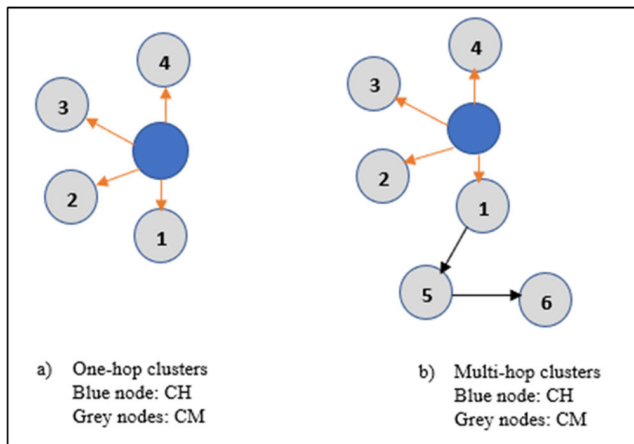 4
3
2
1
4
3
2
1
5
6
a) One-hop clusters
Blue node: CH
Grey nodes: CM
b) Multi-hop clusters
Blue node: CH
Grey nodes: CM